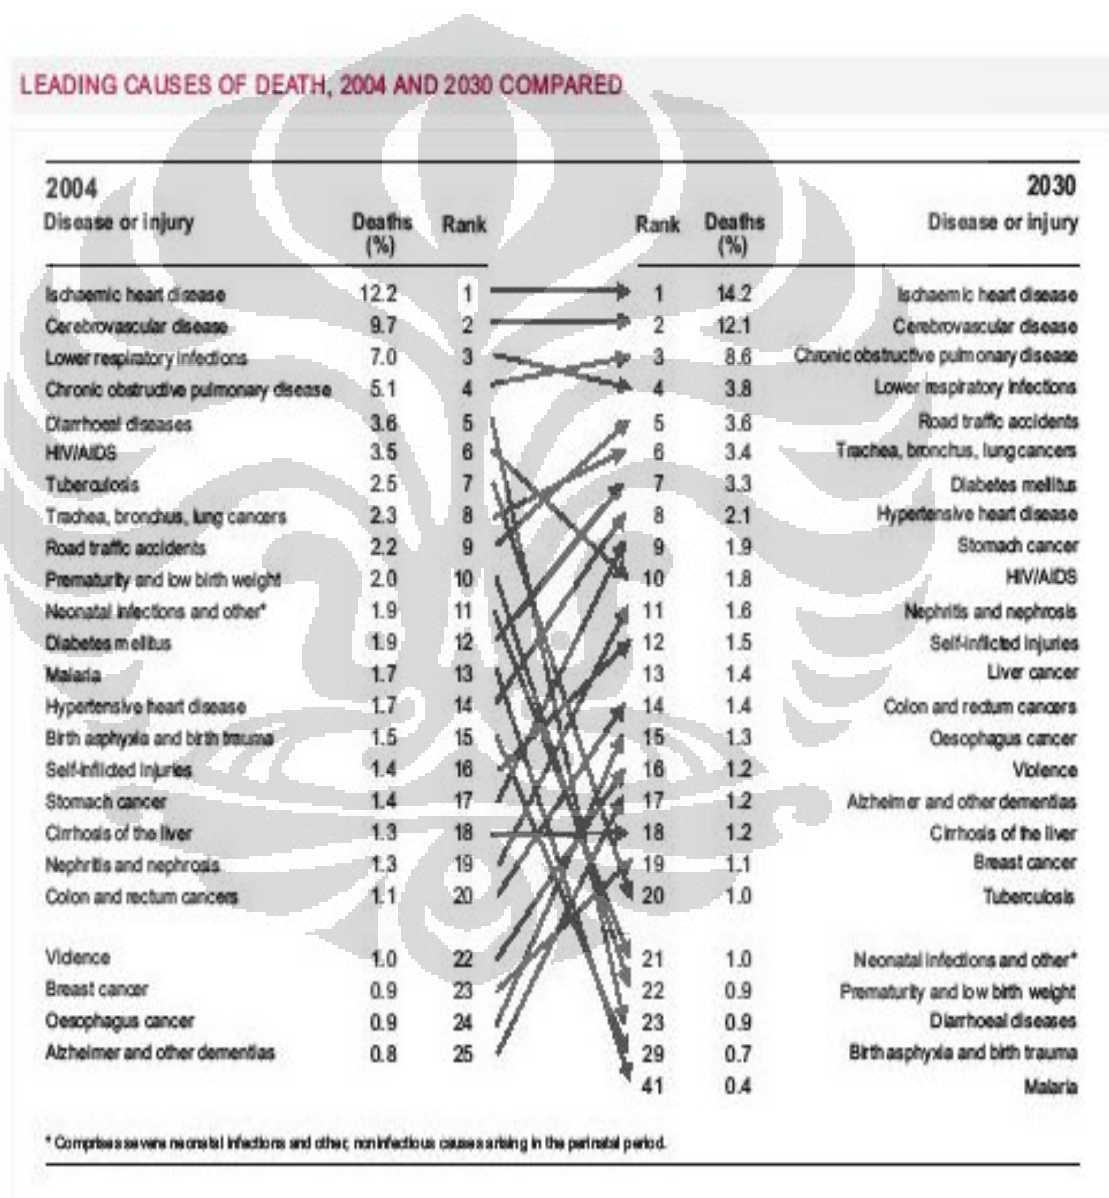 LEADING CAUSES OF DEATH, 2004 AND 2030 COMPARED
2004 2030
Disease or injury Deaths (%) Rank Rank Deaths (%) Disease or injury
Ischaemic heart disease 12.2 1 1 14.2 Ischaemic heart disease
Cerebrovascular disease 9.7 2 2 12.1 Cerebrovascular disease
Lower respiratory infections 7.0 3 3 8.6 Chronic obstructive pulmonary disease
Chronic obstructive pulmonary disease 5.1 4 4 3.8 Lower respiratory infections
Diarrhoeal diseases 3.6 5 5 3.6 Road traffic accidents
HIV/AIDS 3.5 6 6 3.4 Trachea, bronchus, lung cancers
Tuberculosis 2.5 7 7 3.3 Diabetes mellitus
Trachea, bronchus, lung cancers 2.3 8 8 2.1 Hypertensive heart disease
Road traffic accidents 2.2 9 9 1.9 Stomach cancer
Prematurity and low birth weight 2.0 10 10 1.8 HIV/AIDS
Neonatal infections and other* 1.9 11 11 1.6 Nephritis and nephrosis
Diabetes mellitus 1.9 12 12 1.5 Self-inflicted injuries
Malaria 1.7 13 13 1.4 Liver cancer
Hypertensive heart disease 1.7 14 14 1.4 Colon and rectum cancers
Birth asphyxia and birth trauma 1.5 15 15 1.3 Oesophagus cancer
Self-inflicted injuries 1.4 16 16 1.2 Violence
Stomach cancer 1.4 17 17 1.2 Alzheimer and other dementias
Cirrhosis of the liver 1.3 18 18 1.2 Cirrhosis of the liver
Nephritis and nephrosis 1.3 19 19 1.1 Breast cancer
Colon and rectum cancers 1.1 20 20 1.0 Tuberculosis
Violence 1.0 22 21 1.0 Neonatal infections and other*
Breast cancer 0.9 23 22 0.9 Prematurity and low birth weight
Oesophagus cancer 0.9 24 23 0.9 Diarrhoeal diseases
Alzheimer and other dementias 0.8 25 29 0.7 Birth asphyxia and birth trauma
41 0.4 Malaria
* Comprises severe neonatal infections and other, noninfectious causes arising in the perinatal period.